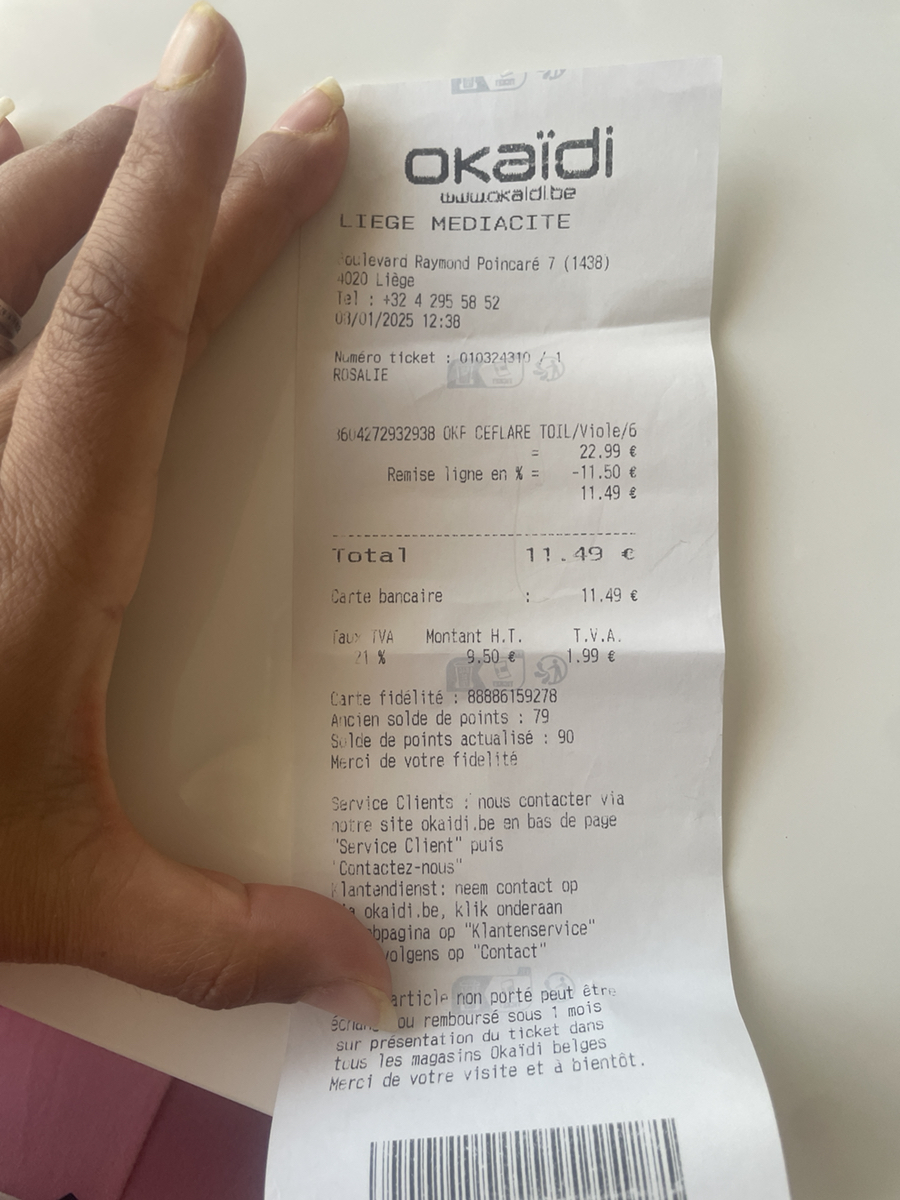 okaïdi
www.okaidi.be
LIEGE MEDIACITE
oulevard Raymond Poincaré 7 (1438)
4020 Liège
Tel : +32 4 295 58 52
03/01/2025 12:38
Numéro ticket : 010324310 / 1
ROSALIE
3604272932938 OKF CEFLARE TOIL/Viole/6
= 22.99 €
Remise ligne en % = -11.50 €
11.49 €
Total 11.49 €
Carte bancaire : 11.49 €
Taux TVA Montant H.T. T.V.A.
21 % 9.50 € 1.99 €
Carte fidélité : 88886159278
Ancien solde de points : 79
Solde de points actualisé : 90
Merci de votre fidelité
Service Clients : nous contacter via
notre site okaidi.be en bas de page
"Service Client" puis
"Contactez-nous"
klantendienst: neem contact op
via okaidi.be, klik onderaan
bpagina op "Klantenservice"
volgens op "Contact"
article non porté peut être
échan ou remboursé sous 1 mois
sur présentation du ticket dans
tous les magasins Okaïdi belges
Merci de votre visite et à bientôt.